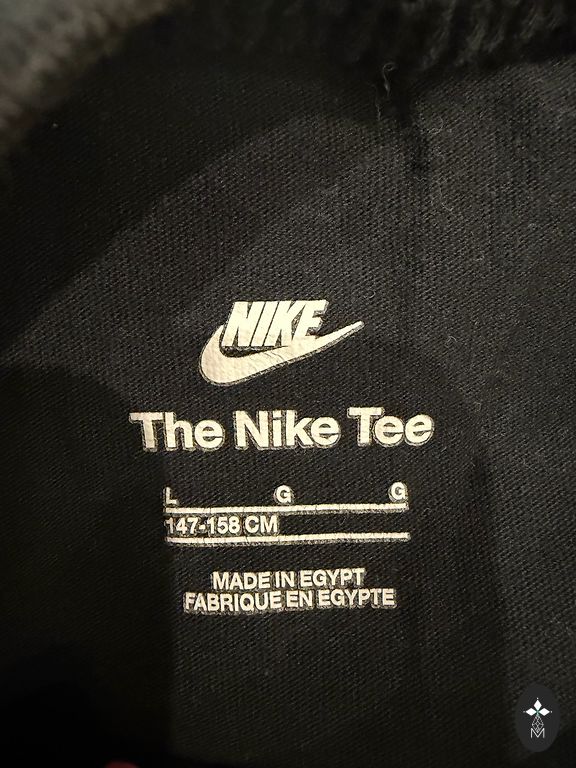 NIKE
The Nike Tee
L G G
147-158 CM
MADE IN EGYPT
FABRIQUE EN EGYPTE
M